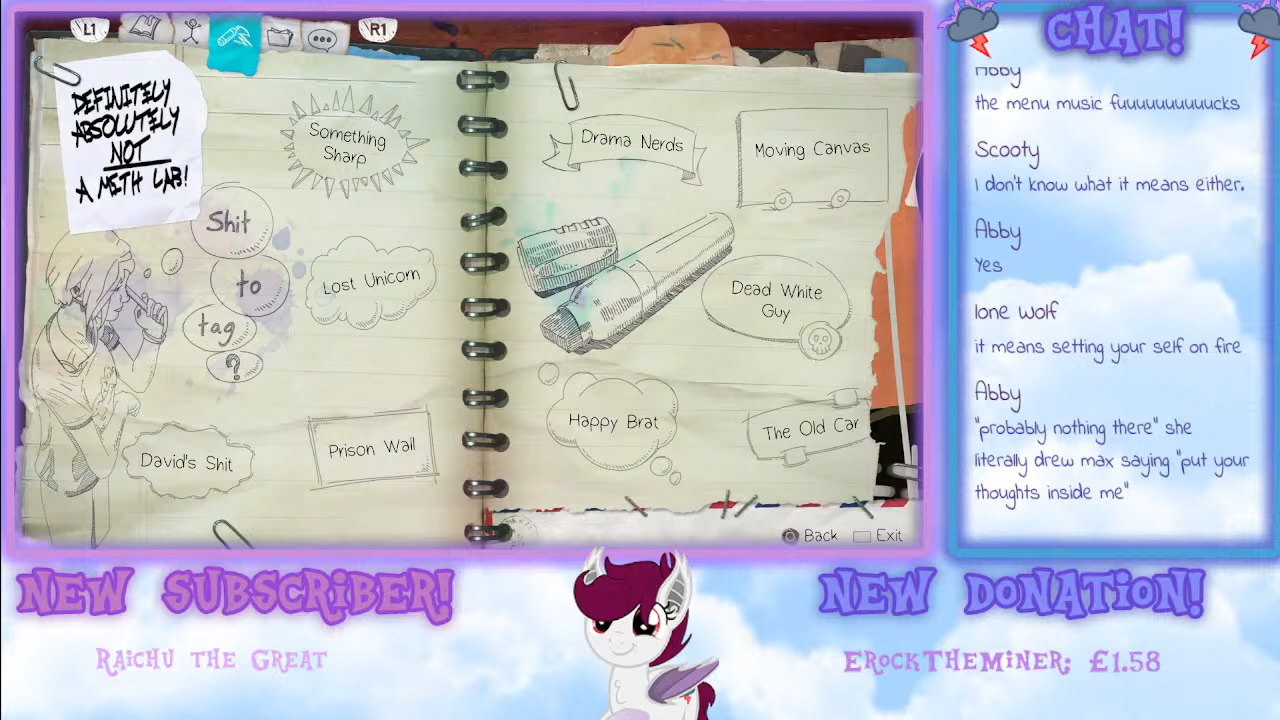 L1
R1
DEFINITELY
ABSOLUTELY
NOT
A METH LAB!
Something
Sharp
Shit
to
tag
?
Lost Unicorn
David's Shit
Prison Wall
Drama Nerds
Moving Canvas
Dead White
Guy
Happy Brat
The Old Car
Back
Exit
CHAT!
the menu music fuuuuuuuuuucks
Scooty
I don't know what it means either.
Abby
Yes
lone wolf
it means setting your self on fire
Abby
"probably nothing there" she
literally drew max saying "put your
thoughts inside me"
NEW SUBSCRIBER!
Raichu the Great
NEW DONATION!
ErockTheMiner: £1.58